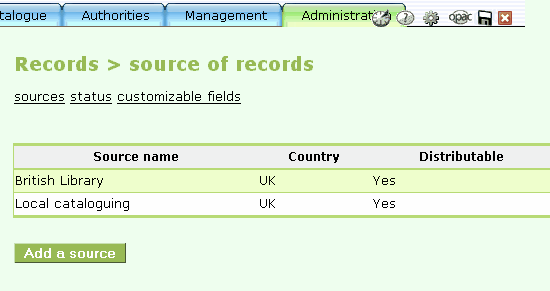 talogue Authorities Management Administrati opac
Records > source of records
sources status customizable fields
Source name Country Distributable
British Library UK Yes
Local cataloguing UK Yes
Add a source